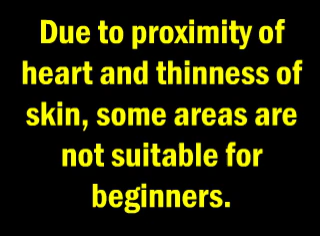 Due to proximity of
heart and thinness of
skin, some areas are
not suitable for
beginners.